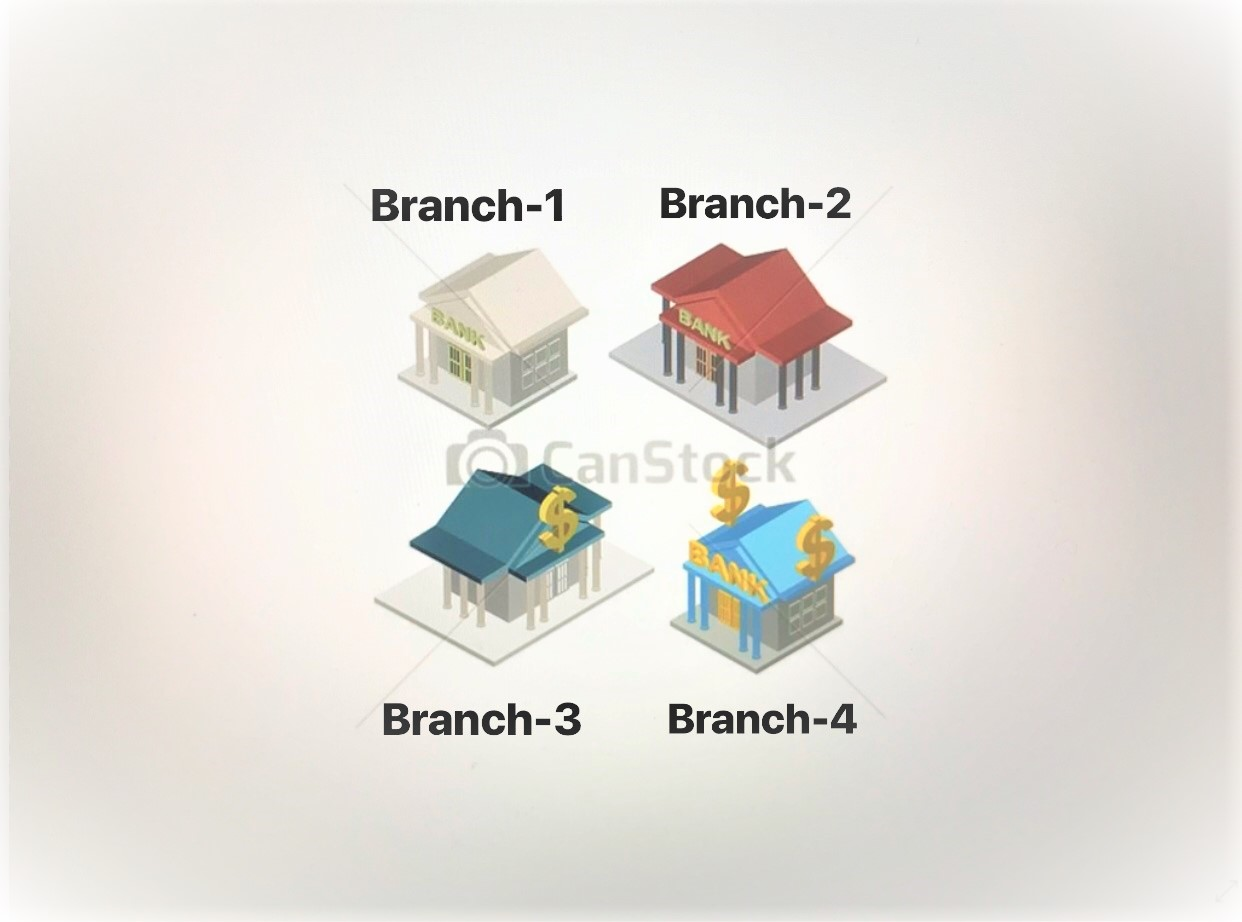 Branch-1 Branch-2
BANK BANK
CanStock
$
$ $
BANK
Branch-3 Branch-4